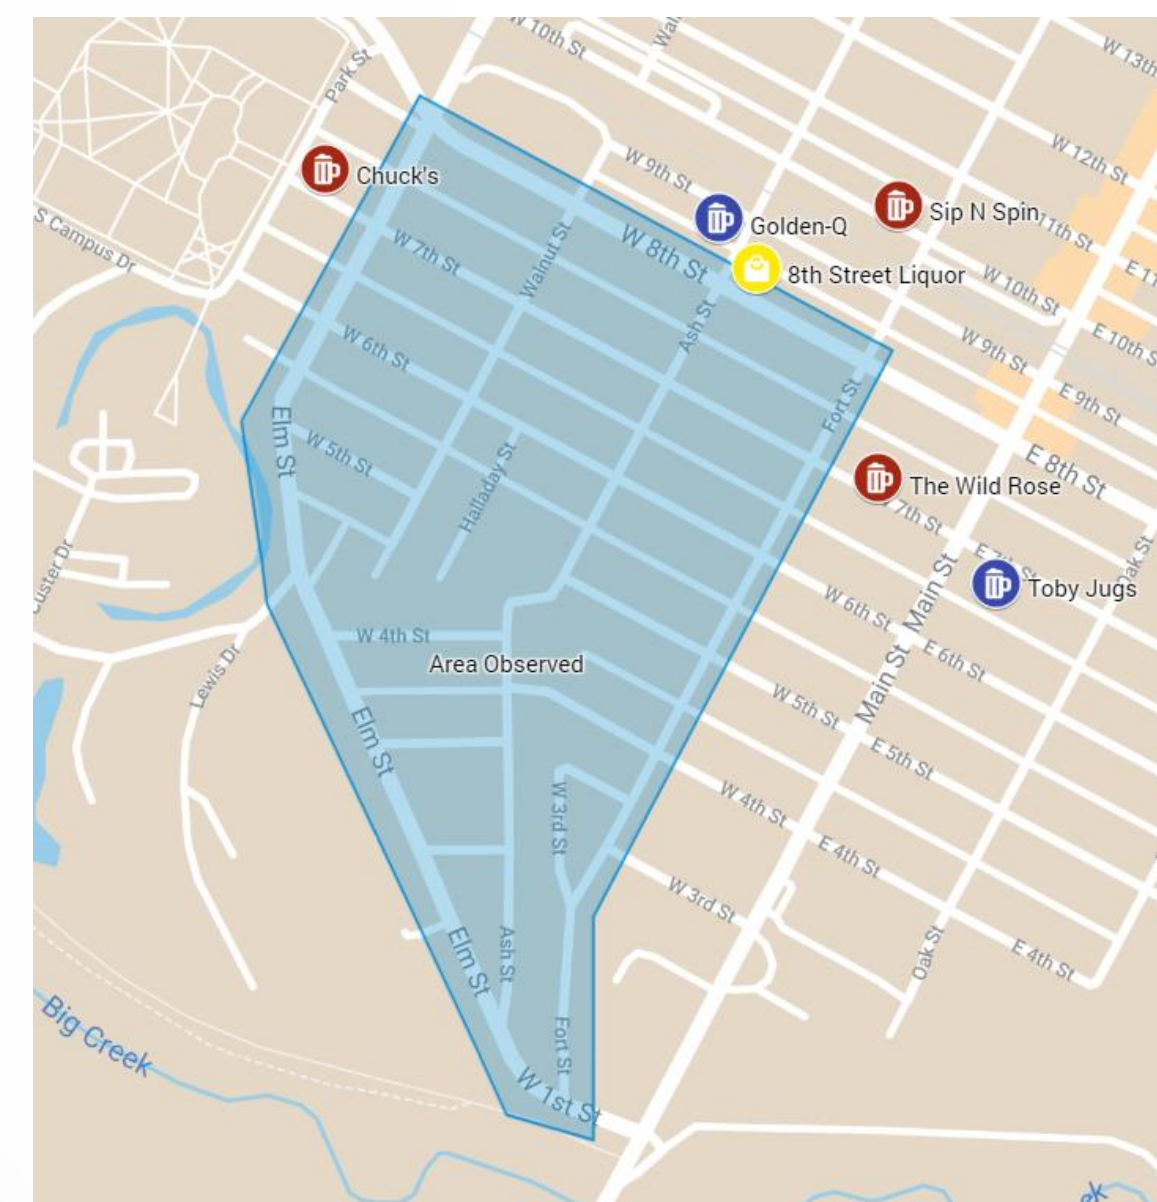 W 10th St
Wal
W 13th
Park St
W 12th St
W 9th St
Chuck's
Sip N Spin
11th St
Golden-Q
S Campus Dr
W 7th St
Walnut St
W 8th St
8th Street Liquor
W 10th St
E 11
Ash St
W 6th St
W 9th St
E 10th S
Fort St
E 9th St
Elm St
W 5th St
Halladay St
E 8th St
The Wild Rose
7th St
Custer Dr
Main St
Toby Jugs
Oak St
W 6th St
W 4th St
E 6th St
Area Observed
Lewis Dr
Main St
W 5th St
Elm St
E 5th St
W 3rd St
W 4th St
E 4th St
W 3rd St
Elm St
Ash St
Oak St
E 4th St
Big Creek
Fort St
W 1st St